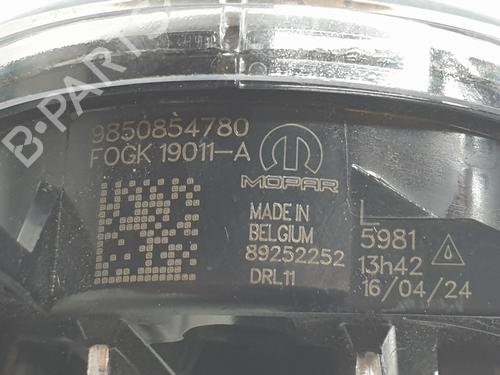 9850854780
FOGK 19011-A
MOPAR
MADE IN
BELGIUM
89252252
DRL11
L
5981
13h42
16/04/24
B-PARTS